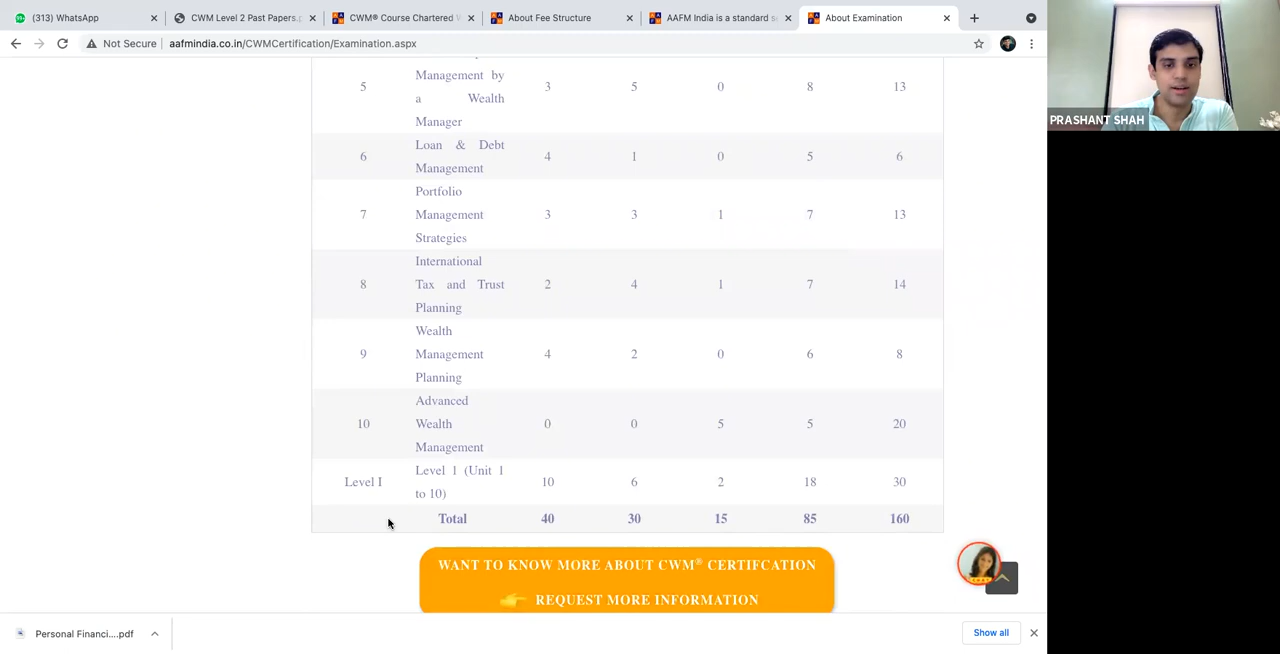 (313) WhatsApp
CWM Level 2 Past Papers.p
CWM® Course Chartered W
About Fee Structure
AAFM India is a standard se
About Examination
Not Secure
aafmindia.co.in/CWMCertification/Examination.aspx
PRASHANT SHAH
5
Management by
a Wealth
Manager
3 5 0 8 13
6
Loan & Debt
Management
4 1 0 5 6
7
Portfolio
Management
Strategies
3 3 1 7 13
8
International
Tax and Trust
Planning
2 4 1 7 14
9
Wealth
Management
Planning
4 2 0 6 8
10
Advanced
Wealth
Management
0 0 5 5 20
Level I
Level 1 (Unit 1
to 10)
10 6 2 18 30
Total 40 30 15 85 160
WANT TO KNOW MORE ABOUT CWM® CERTIFCATION
REQUEST MORE INFORMATION
Personal Financi....pdf
Show all